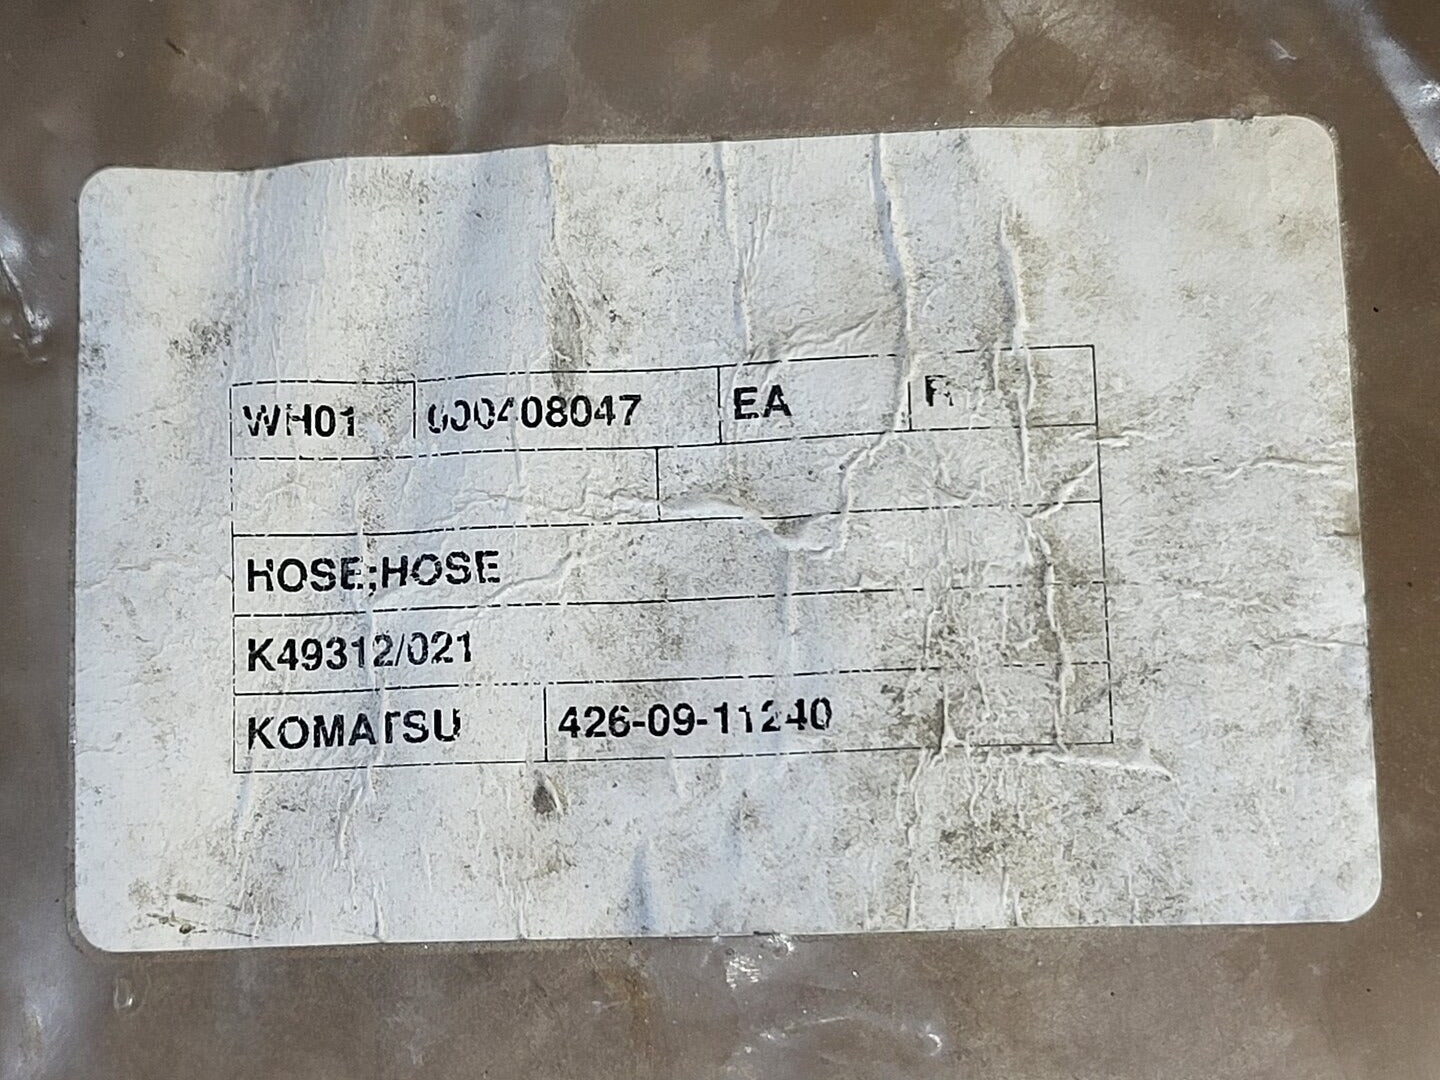 WH01 000408047 EA R
HOSE;HOSE
K49312/021
KOMATSU 426-09-11240